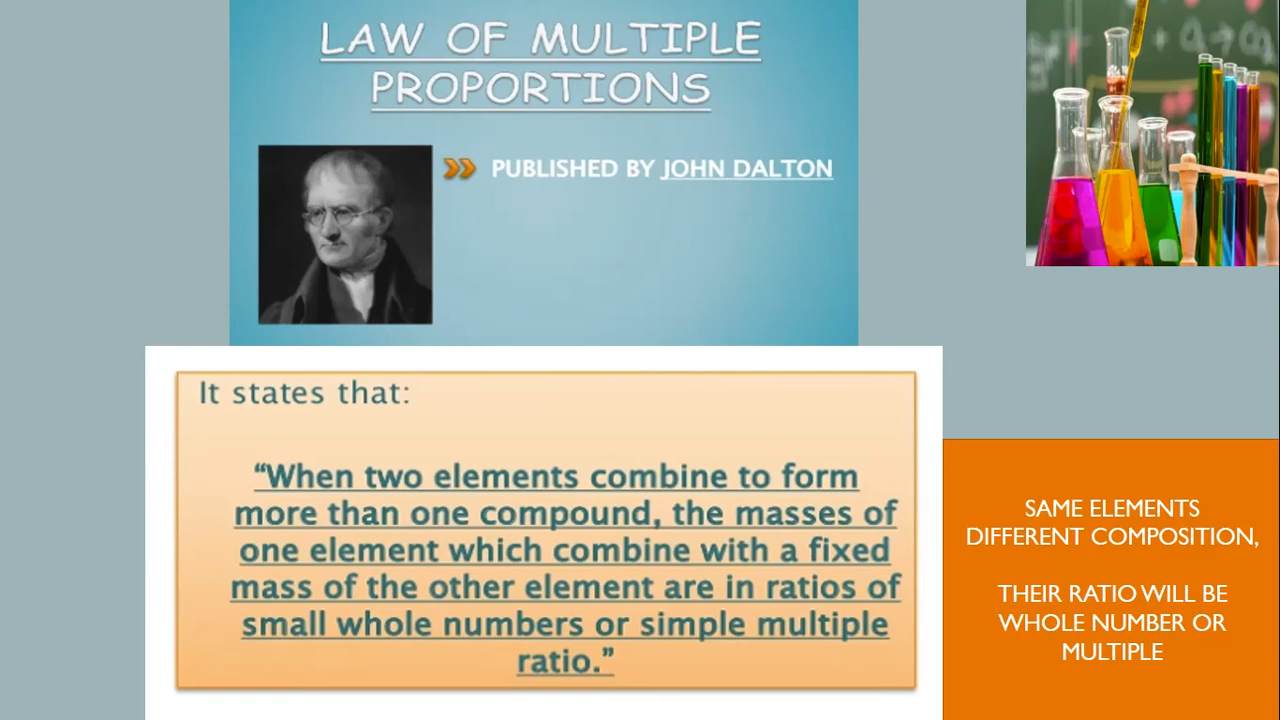 LAW OF MULTIPLE
PROPORTIONS
PUBLISHED BY JOHN DALTON
It states that:
“When two elements combine to form
more than one compound, the masses of
one element which combine with a fixed
mass of the other element are in ratios of
small whole numbers or simple multiple
ratio.”
SAME ELEMENTS
DIFFERENT COMPOSITION,
THEIR RATIO WILL BE
WHOLE NUMBER OR
MULTIPLE